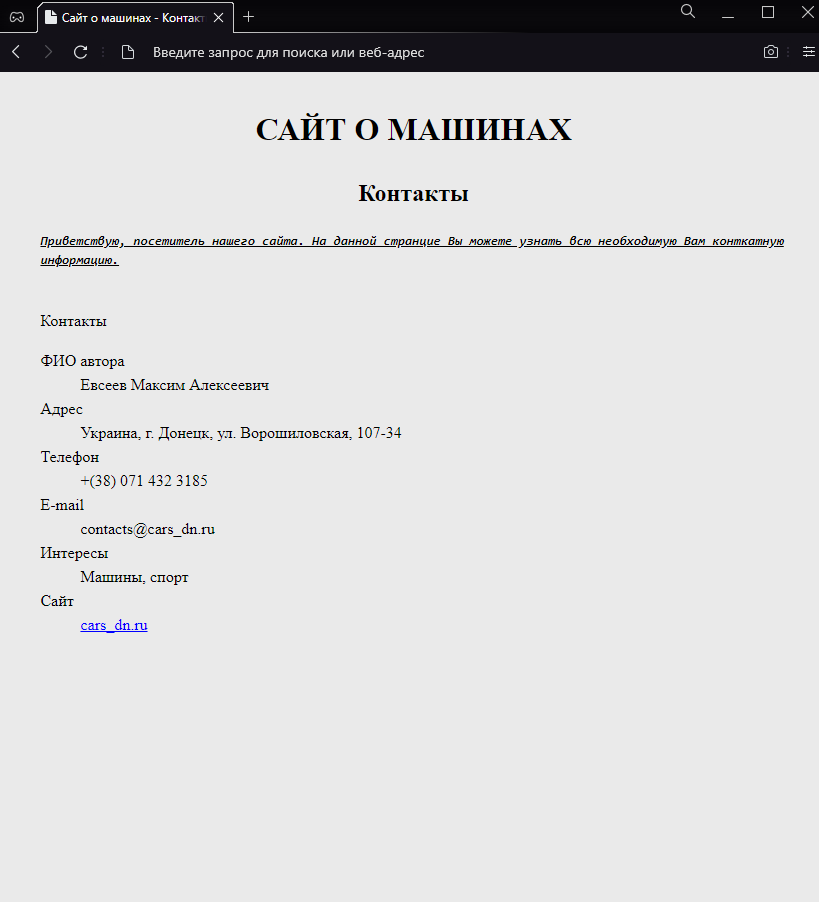 Сайт о машинах - Контакт
Введите запрос для поиска или веб-адрес
САЙТ О МАШИНАХ
Контакты
Приветствую, посетитель нашего сайта. На данной странцие Вы можете узнать всю необходимую Вам конткатную
информацию.
Контакты
ФИО автора
Евсеев Максим Алексеевич
Адрес
Украина, г. Донецк, ул. Ворошиловская, 107-34
Телефон
+(38) 071 432 3185
E-mail
contacts@cars_dn.ru
Интересы
Машины, спорт
Сайт
cars_dn.ru